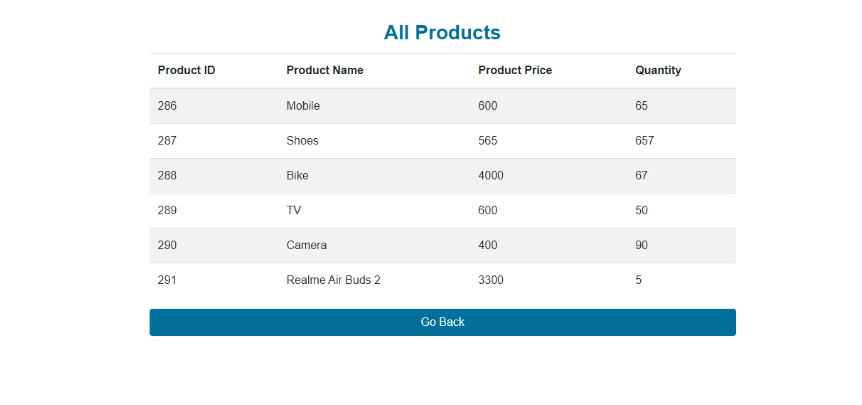 All Products
Product ID Product Name Product Price Quantity
286 Mobile 600 65
287 Shoes 565 657
288 Bike 4000 67
289 TV 600 50
290 Camera 400 90
291 Realme Air Buds 2 3300 5
Go Back